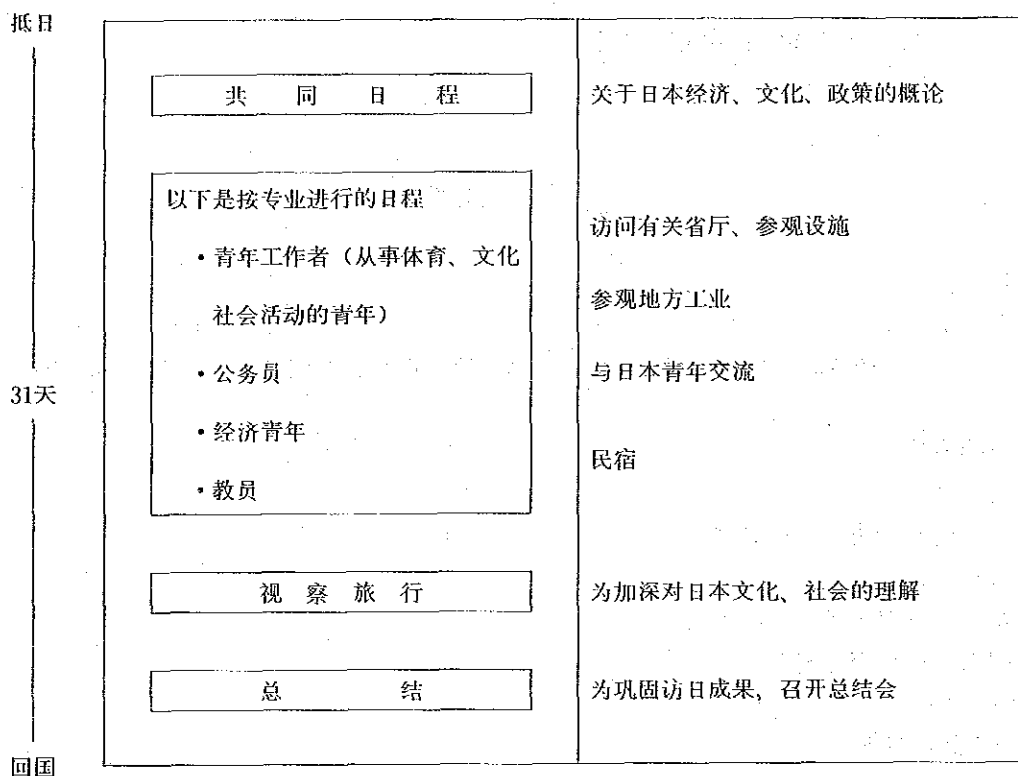 抵日
共同日程
关于日本经济、文化、政策的概论
以下是按专业进行的日程
访问有关省厅、参观设施
・青年工作者（从事体育、文化
社会活动的青年）
参观地方工业
・公务员
与日本青年交流
31天
・经济青年
民宿
・教员
视察旅行
为加深对日本文化、社会的理解
总结
为巩固访日成果，召开总结会
回国